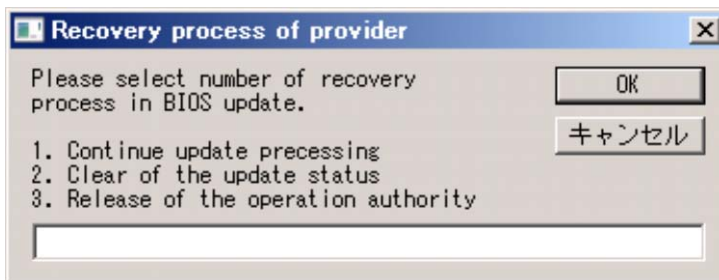 Recovery process of provider
Please select number of recovery
process in BIOS update.
OK
キャンセル
1. Continue update precessing
2. Clear of the update status
3. Release of the operation authority